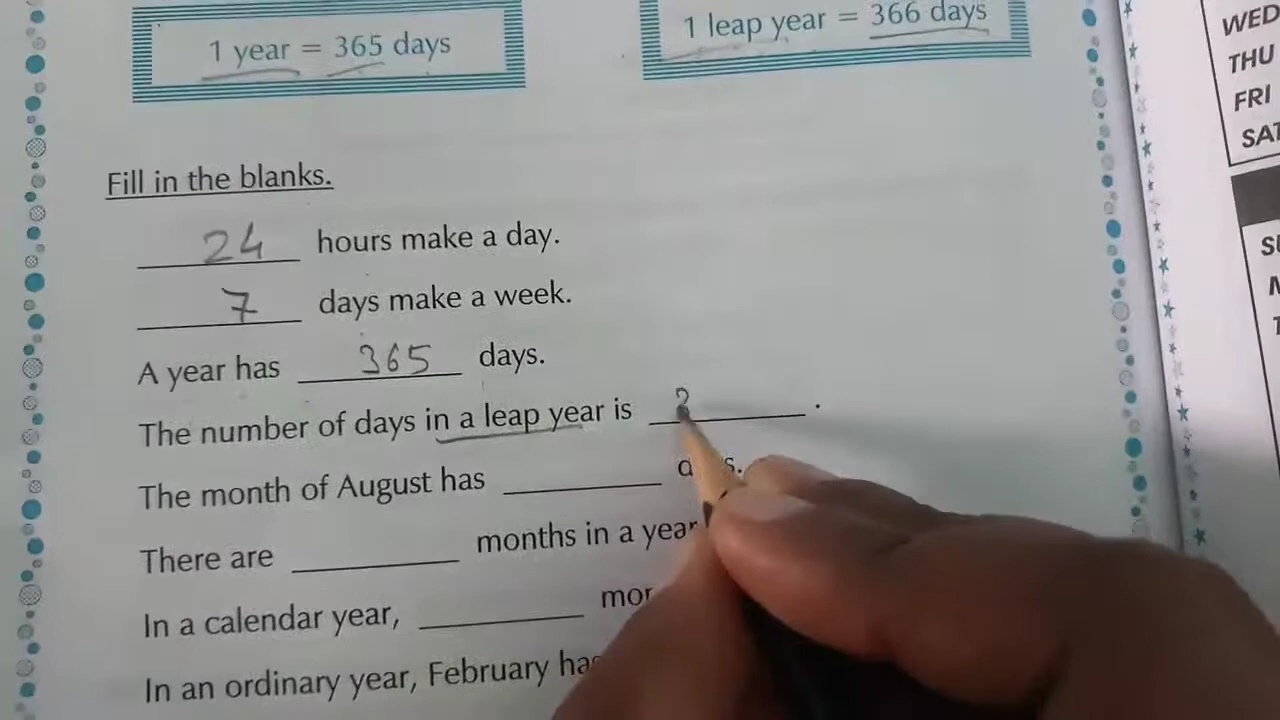 1 year = 365 days
1 leap year = 366 days
Fill in the blanks.
24 hours make a day.
7 days make a week.
A year has 365 days.
The number of days in a leap year is .
The month of August has
There are months in a year
In a calendar year,
In an ordinary year, February
WED
THU
FRI